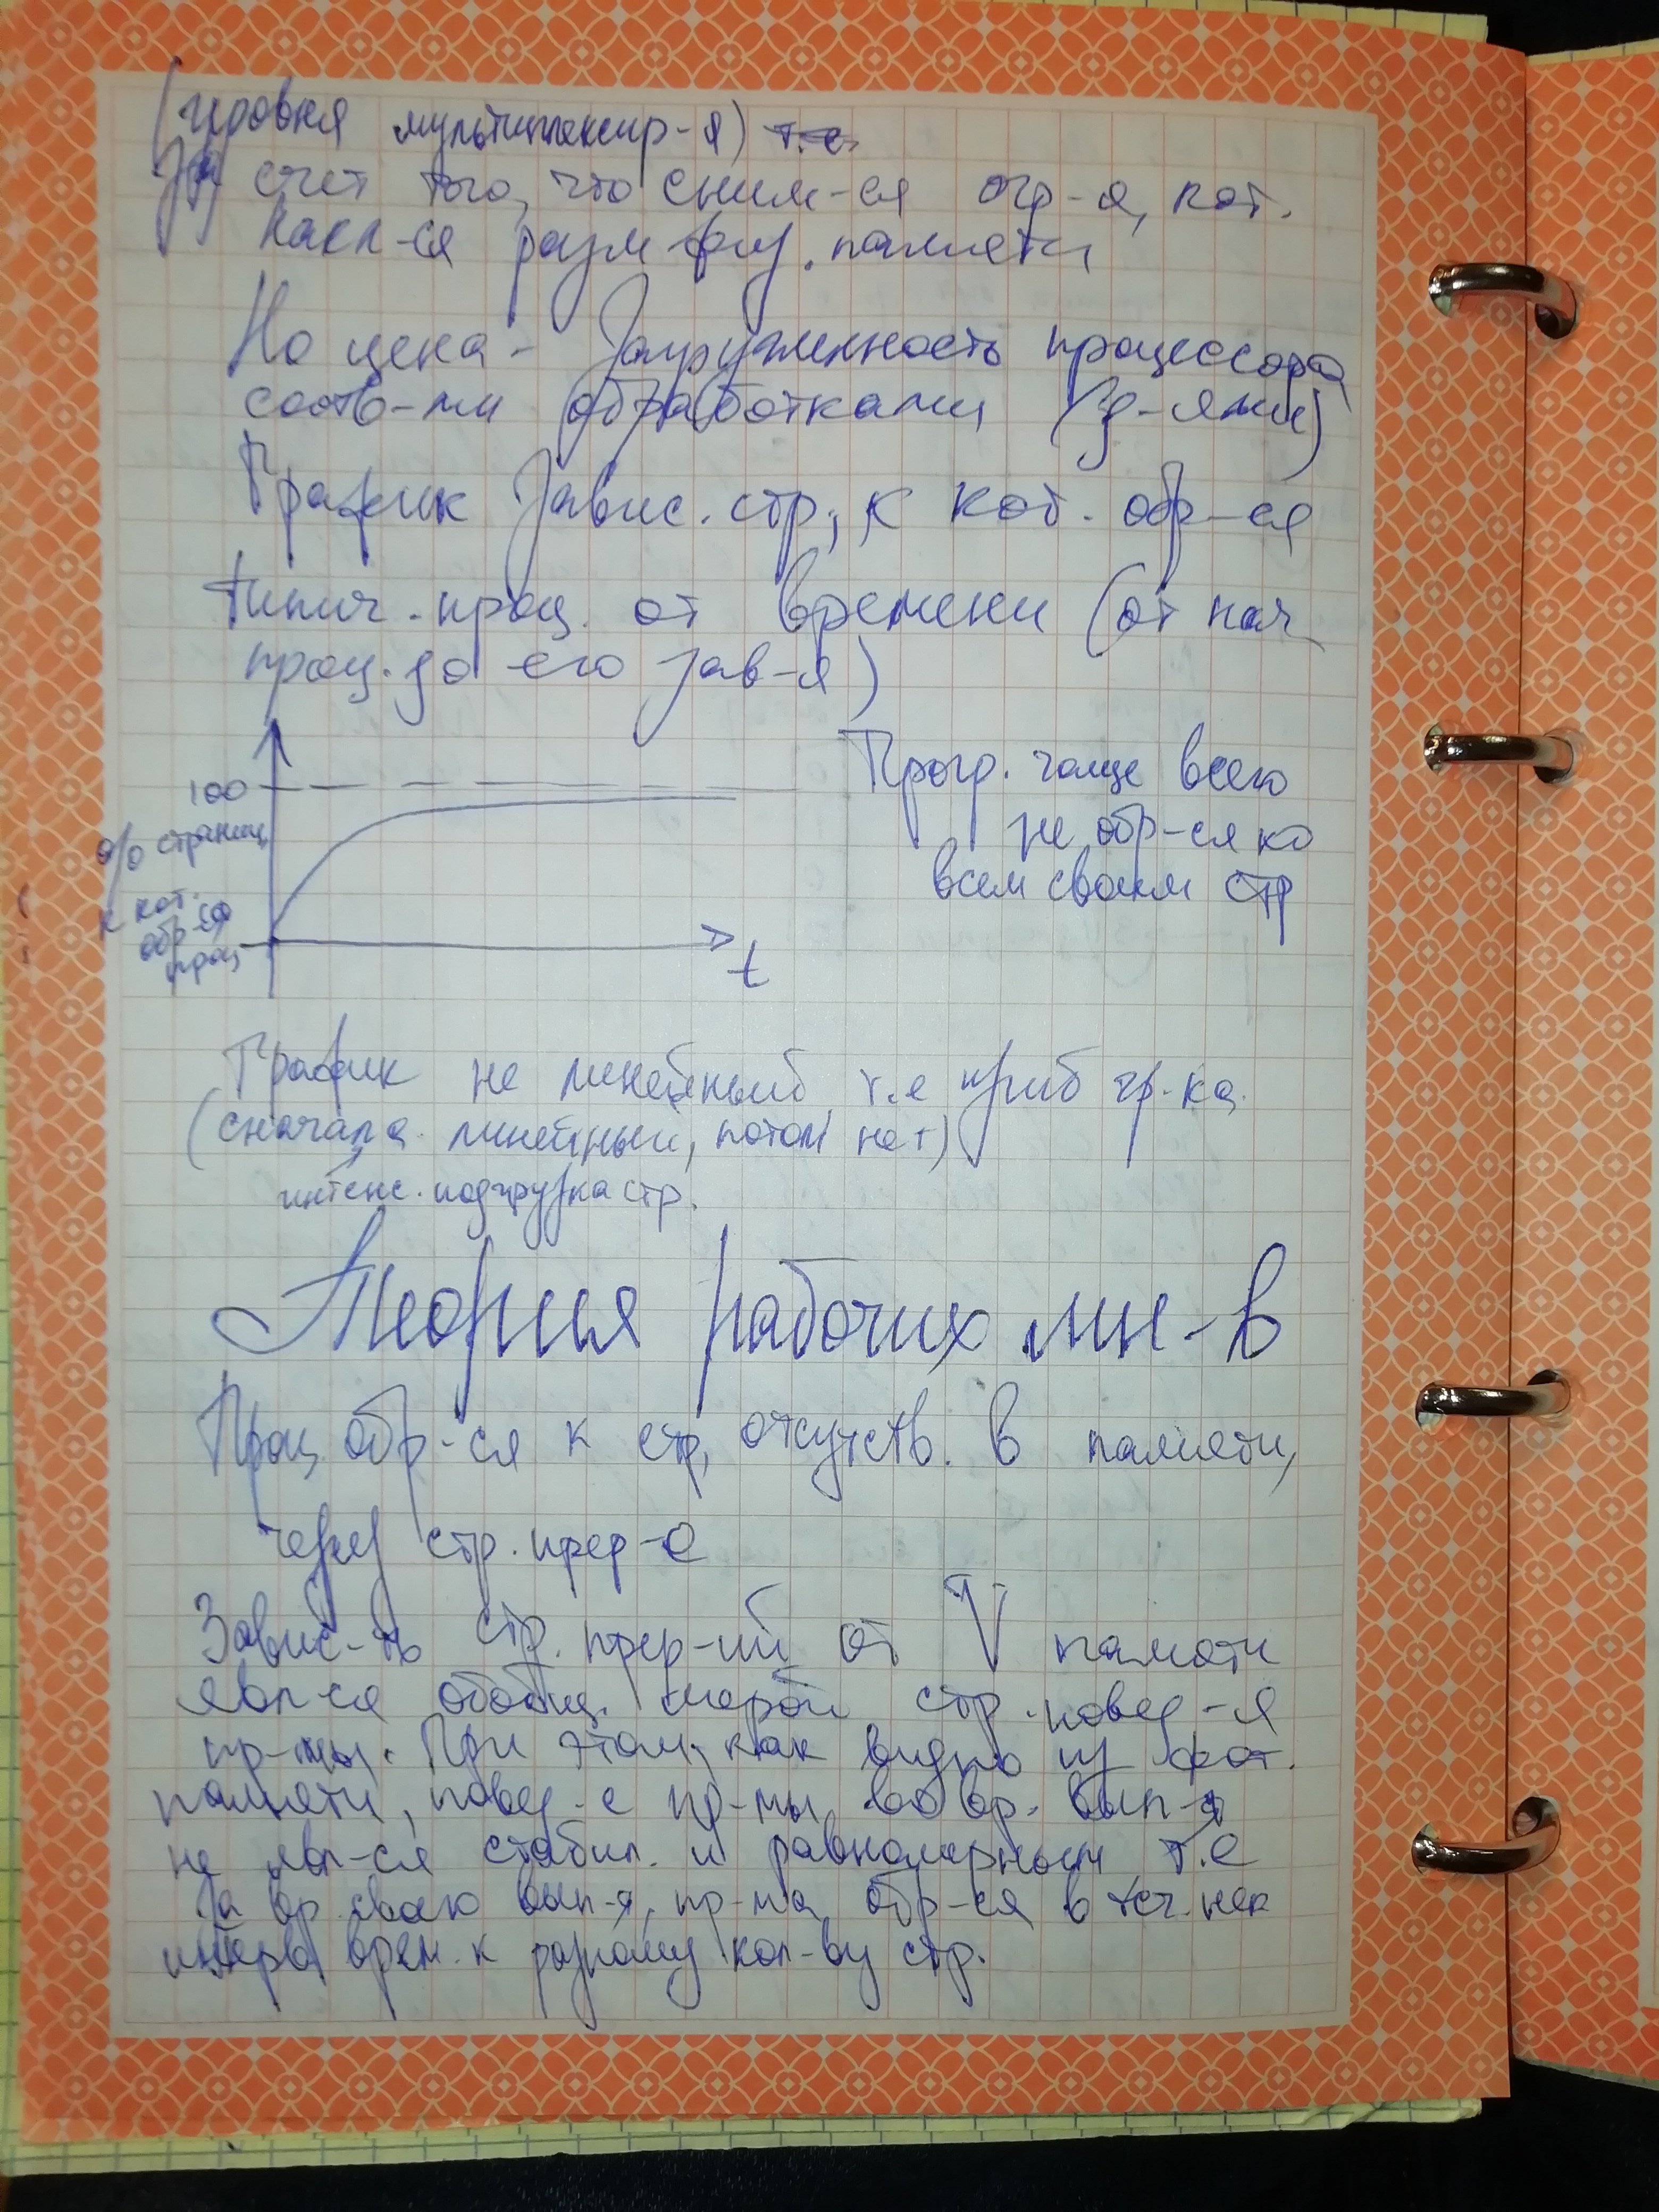 (уровня мультиплексир-я) т.е.
за счет того, что сним-ся огр-я, кот.
накл-ся разм физ. памяти
Но цена - Загруженность процессора
соотв-ми обработками (з-ями)
График Завис. стр., к кот. обр-ся
типич. проц. от времени (от нач
проц. до его зав-я)
100
% страниц
к кот.
обр-ся
проц
t
Прогр. чаще всего
не обр-ся ко
всем своим стр
График не линейный, т.е приб гр-ка
(сначала линейный, потом нет)
интенс. подгрузка стр.
Теория рабочих мн-в
Проц обр-ся к стр, отсутств. в памяти,
через стр. прер-е
Завис-ть стр. прер-ий от V памяти
явл-ся обобщ. мерой стр. повед-я
пр-мы. При этом, как видно из фот.
памяти, повед-е пр-мы во вр. вып-я
не явл-ся стабил. и равномерным т.е
за вр. своего вып-я, пр-ма обр-ся в теч. нек
интерв врем. к разному кол-ву стр.